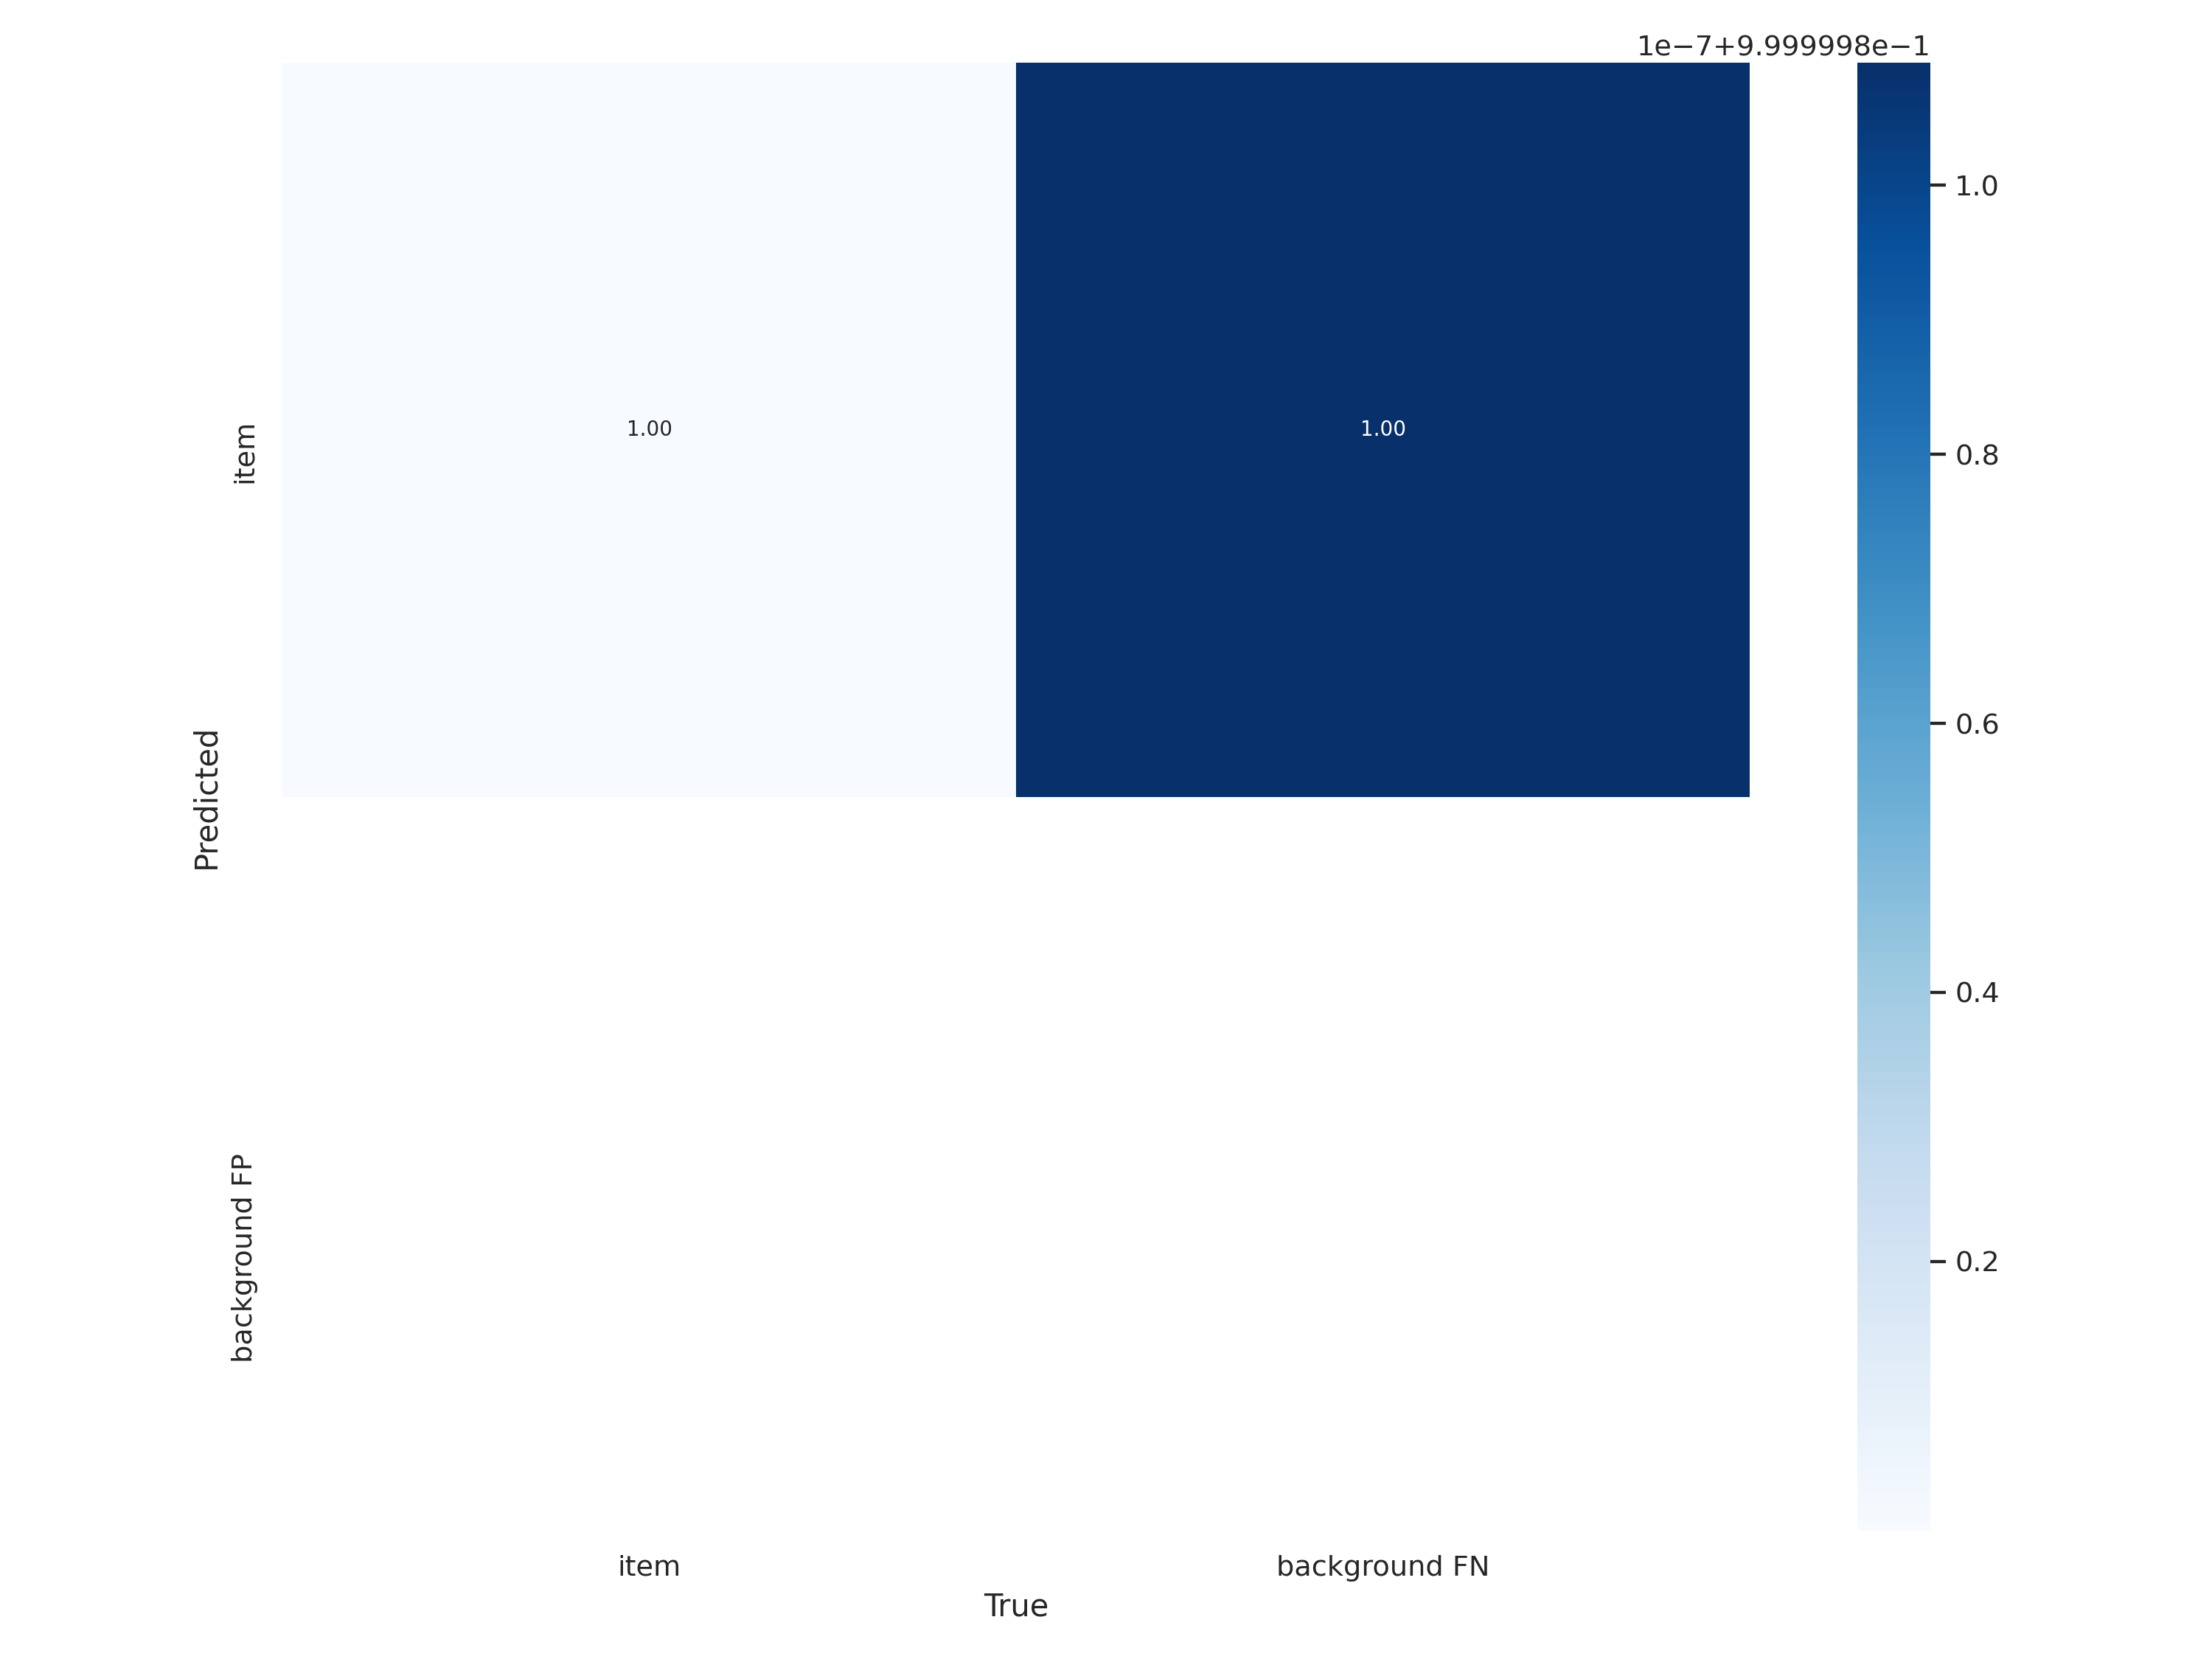 1e−7+9.999998e−1
1.0
0.8
0.6
0.4
0.2
1.00
1.00
item
background FP
Predicted
item
background FN
True